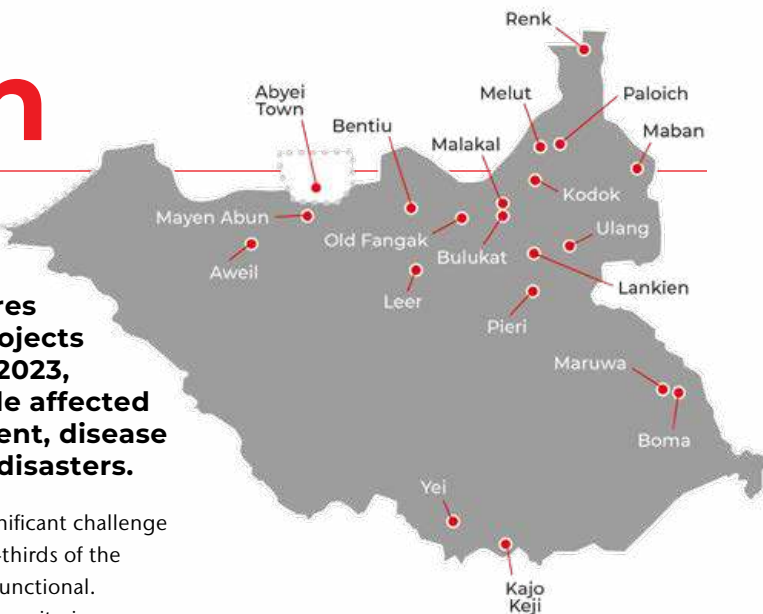 n
Renk
Abyei
Town
Bentiu
Melut
Paloich
Malakal
Maban
Kodok
Mayen Abun
Old Fangak
Ulang
Bulukat
Aweil
Leer
Lankien
Pieri
Maruwa
Boma
Yei
Kajo
Keji
res
ojects
2023,
le affected
ent, disease
disasters.
nificant challenge
-thirds of the
unctional.